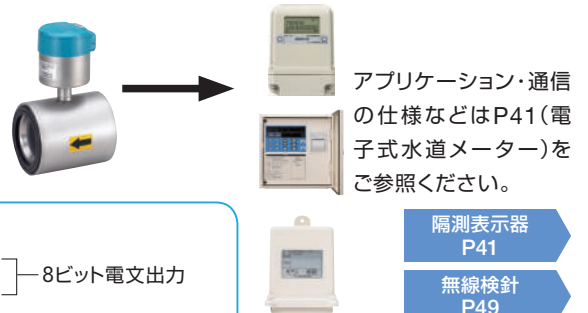 アプリケーション・通信
の仕様などはP41(電
子式水道メーター)を
ご参照ください。
隔測表示器
P41
8ビット電文出力
無線検針
P49